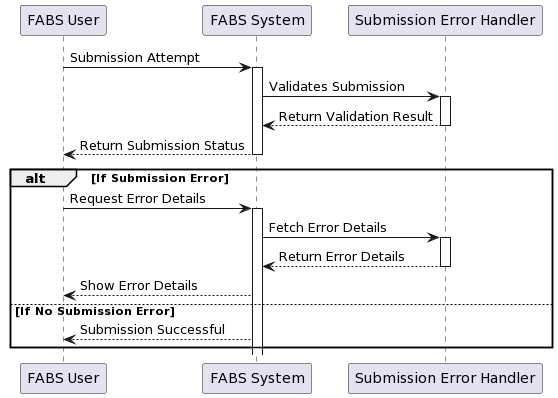 FABS User
FABS System
Submission Error Handler
Submission Attempt
Validates Submission
Return Validation Result
Return Submission Status
alt
[If Submission Error]
Request Error Details
Fetch Error Details
Return Error Details
Show Error Details
[If No Submission Error]
Submission Successful
FABS User
FABS System
Submission Error Handler